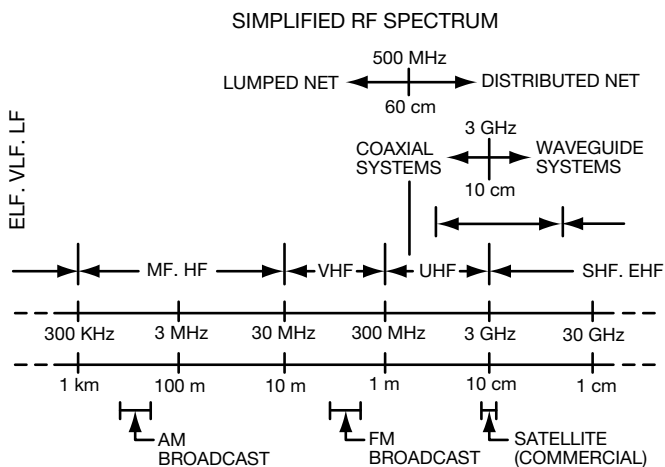 SIMPLIFIED RF SPECTRUM
500 MHz
LUMPED NET
DISTRIBUTED NET
60 cm
ELF. VLF. LF
3 GHz
COAXIAL
SYSTEMS
WAVEGUIDE
SYSTEMS
10 cm
MF. HF
VHF
UHF
SHF. EHF
300 KHz
3 MHz
30 MHz
300 MHz
3 GHz
30 GHz
1 km
100 m
10 m
1 m
10 cm
1 cm
AM
BROADCAST
FM
BROADCAST
SATELLITE
(COMMERCIAL)